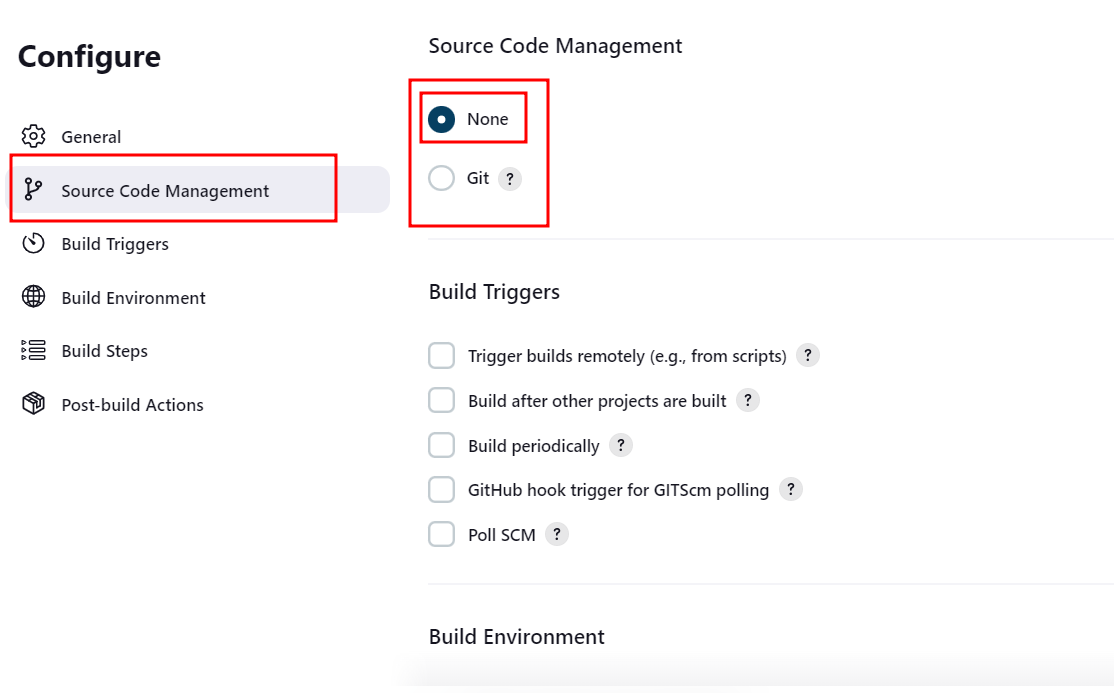 Configure
General
Source Code Management
Build Triggers
Build Environment
Build Steps
Post-build Actions
Source Code Management
None
Git ?
Build Triggers
Trigger builds remotely (e.g., from scripts) ?
Build after other projects are built ?
Build periodically ?
GitHub hook trigger for GITScm polling ?
Poll SCM ?
Build Environment